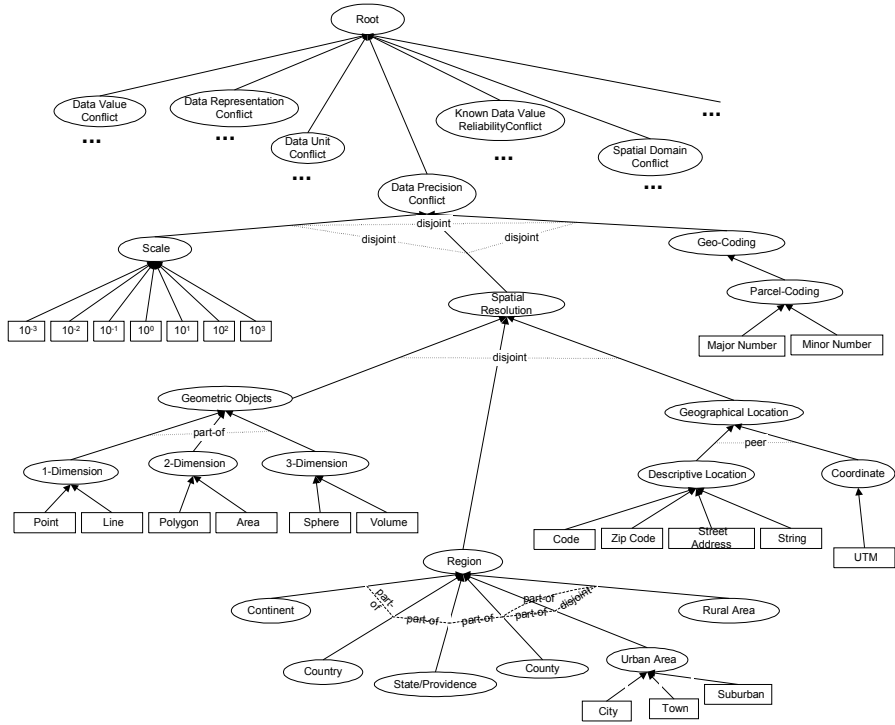 Root
Data Value
Conflict
...
Data Representation
Conflict
...
Data Unit
Conflict
...
Known Data Value
ReliabilityConflict
...
Spatial Domain
Conflict
...
...
Data Precision
Conflict
disjoint
disjoint
disjoint
Scale
Geo-Coding
10-3
10-2
10-1
100
101
102
103
Spatial
Resolution
Parcel-Coding
Major Number
Minor Number
disjoint
Geometric Objects
Geographical Location
part-of
peer
1-Dimension
2-Dimension
3-Dimension
Descriptive Location
Coordinate
Point
Line
Polygon
Area
Sphere
Volume
Code
Zip Code
Street
Address
String
UTM
Region
Continent
part-
of
part-of
part-of
part-of
part-of
disjoint
Rural Area
Country
State/Providence
County
Urban Area
City
Town
Suburban